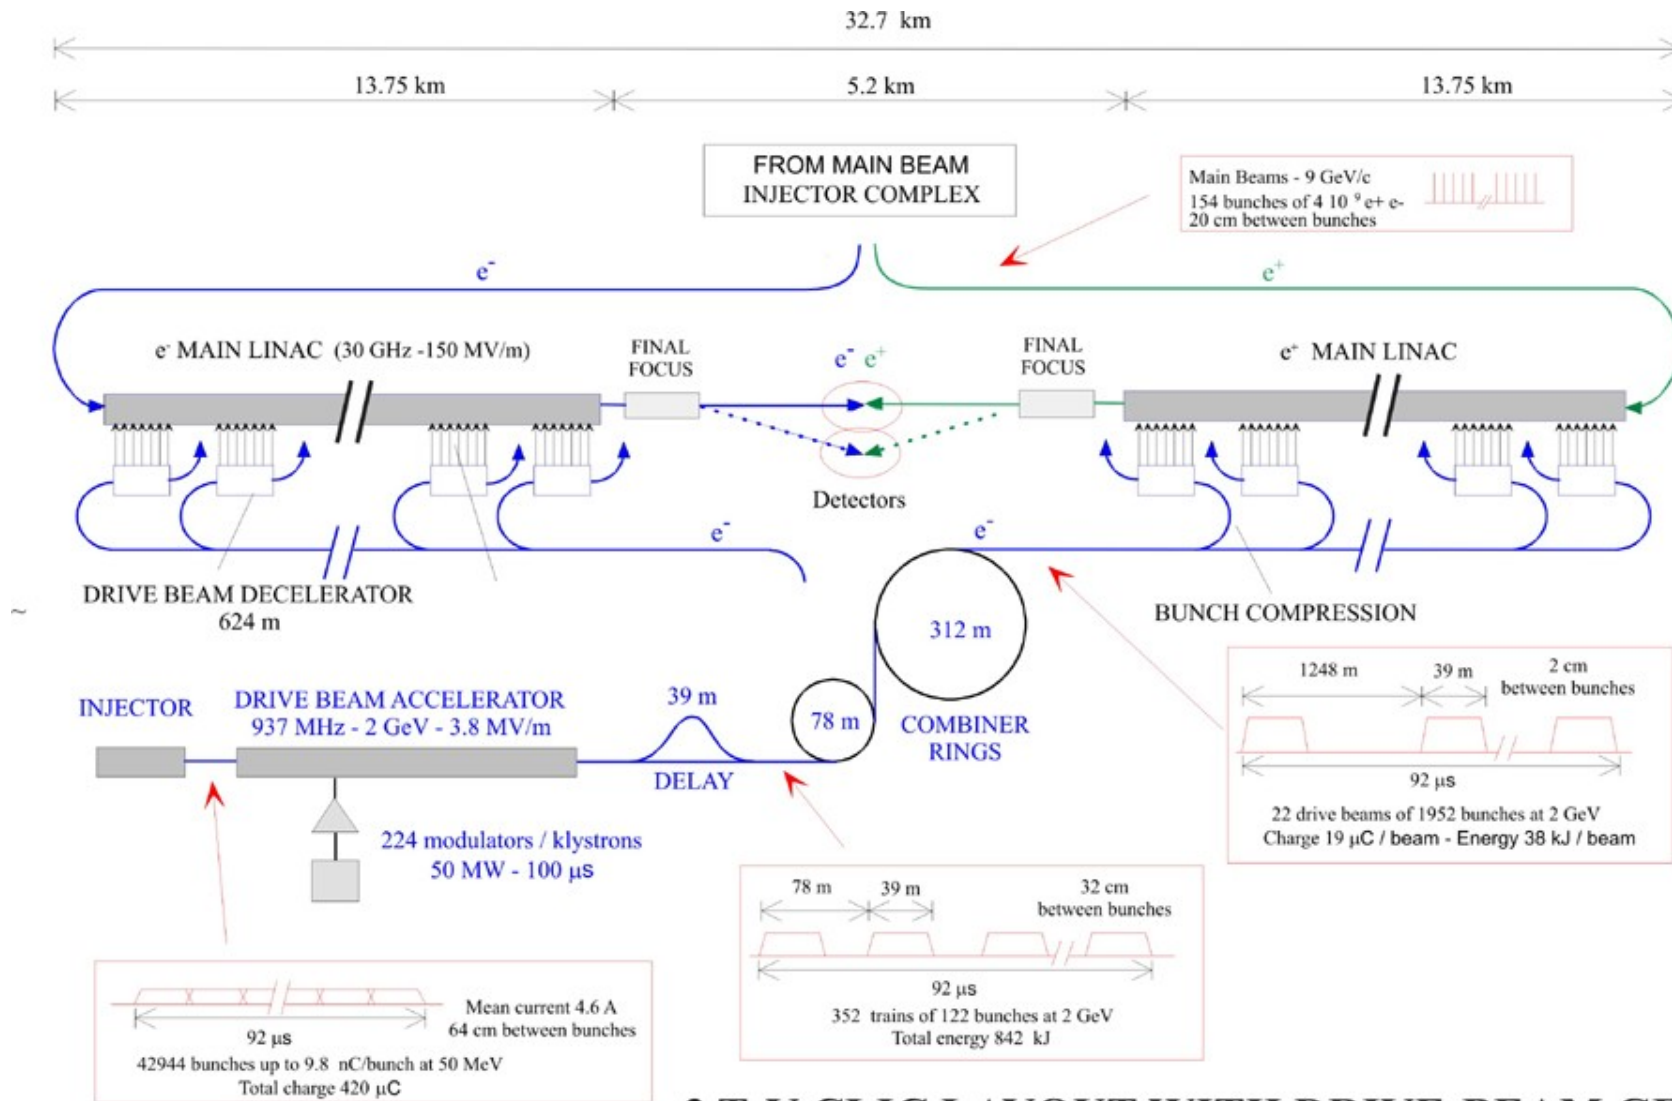 32.7 km
13.75 km
5.2 km
13.75 km
FROM MAIN BEAM
INJECTOR COMPLEX
Main Beams - 9 GeV/c
154 bunches of 4 10 ⁹ e+ e-
20 cm between bunches
e⁻
e⁺
e⁻ MAIN LINAC (30 GHz -150 MV/m)
FINAL
FOCUS
e⁻ e⁺
FINAL
FOCUS
e⁺ MAIN LINAC
Detectors
e⁻
e⁻
DRIVE BEAM DECELERATOR
624 m
~
BUNCH COMPRESSION
312 m
INJECTOR
DRIVE BEAM ACCELERATOR
937 MHz - 2 GeV - 3.8 MV/m
39 m
DELAY
78 m
COMBINER
RINGS
1248 m
39 m
2 cm
between bunches
92 µs
22 drive beams of 1952 bunches at 2 GeV
Charge 19 µC / beam - Energy 38 kJ / beam
224 modulators / klystrons
50 MW - 100 µs
78 m
39 m
32 cm
between bunches
92 µs
352 trains of 122 bunches at 2 GeV
Total energy 842 kJ
Mean current 4.6 A
64 cm between bunches
92 µs
42944 bunches up to 9.8 nC/bunch at 50 MeV
Total charge 420 µC